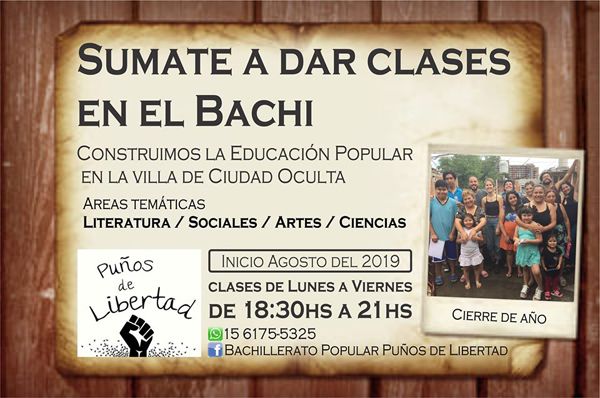 Sumate a dar clases
en el Bachi
Construimos la Educación Popular
en la villa de Ciudad Oculta
Areas temáticas
Literatura / Sociales / Artes / Ciencias
Puños
de
Libertad
Inicio Agosto del 2019
clases de Lunes a Viernes
de 18:30hs a 21hs
15 6175-5325
Bachillerato Popular Puños de Libertad
Cierre de año